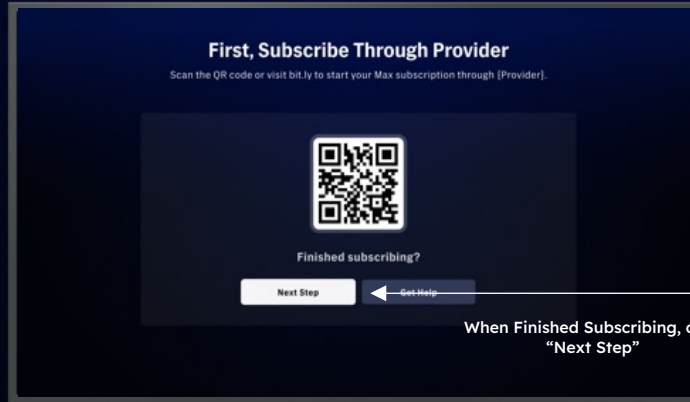 First, Subscribe Through Provider
Scan the QR code or visit bit.ly to start your Max subscription through [Provider].
Finished subscribing?
Next Step
Get Help
When Finished Subscribing,
“Next Step”